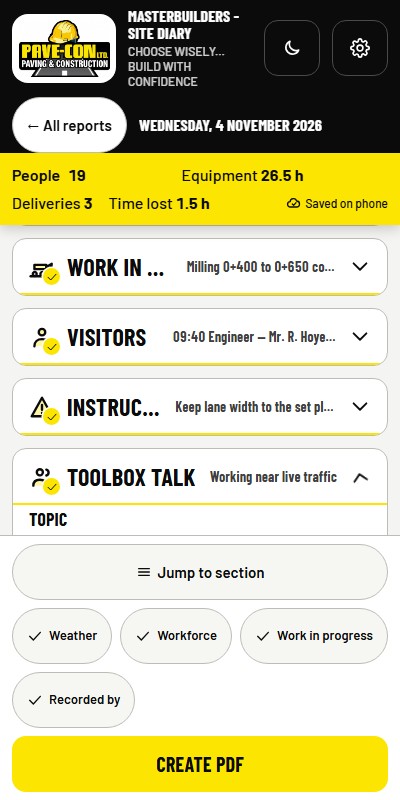 PAVE-CON LTD.
PAVING & CONSTRUCTION
MASTERBUILDERS -
SITE DIARY
CHOOSE WISELY...
BUILD WITH
CONFIDENCE
← All reports
WEDNESDAY, 4 NOVEMBER 2026
People 19
Equipment 26.5 h
Deliveries 3
Time lost 1.5 h
Saved on phone
WORK IN ...
Milling 0+400 to 0+650 co...
VISITORS
09:40 Engineer – Mr. R. Hoye...
INSTRUC...
Keep lane width to the set pl...
TOOLBOX TALK
Working near live traffic
TOPIC
Jump to section
Weather
Workforce
Work in progress
Recorded by
CREATE PDF